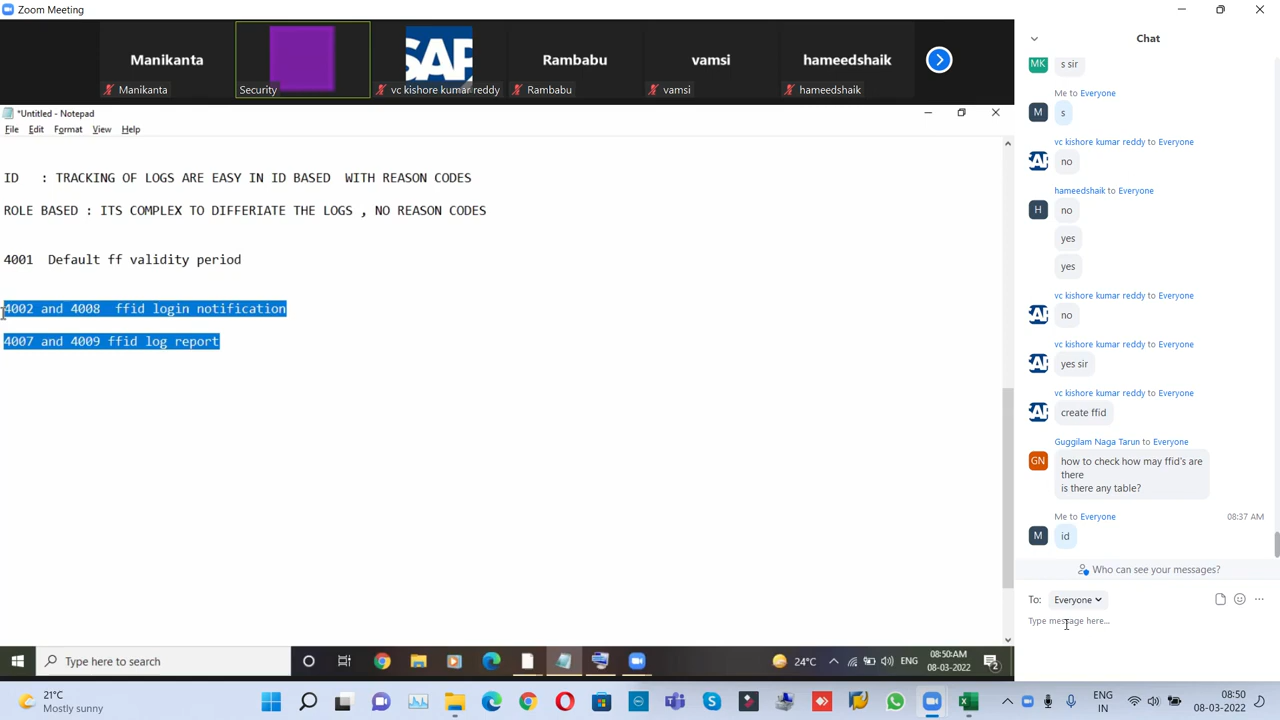 Zoom Meeting
Manikanta
SAP
Rambabu
vamsi
hameedshaik
Manikanta
Security
vc kishore kumar reddy
Rambabu
vamsi
hameedshaik
*Untitled - Notepad
File Edit Format View Help
ID : TRACKING OF LOGS ARE EASY IN ID BASED WITH REASON CODES
ROLE BASED : ITS COMPLEX TO DIFFERIATE THE LOGS , NO REASON CODES
4001 Default ff validity period
4002 and 4008 ffid login notification
4007 and 4009 ffid log report
Type here to search
24°C
ENG
08:50:AM
08-03-2022
2
Chat
MK
s sir
Me to Everyone
M
s
vc kishore kumar reddy to Everyone
SAP
no
hameedshaik to Everyone
H
no
yes
yes
vc kishore kumar reddy to Everyone
SAP
no
vc kishore kumar reddy to Everyone
SAP
yes sir
vc kishore kumar reddy to Everyone
SAP
create ffid
Guggilam Naga Tarun to Everyone
GN
how to check how may ffid's are
there
is there any table?
Me to Everyone 08:37 AM
M
id
Who can see your messages?
To: Everyone
Type message here...
21°C
Mostly sunny
ENG
IN
08:50
08-03-2022